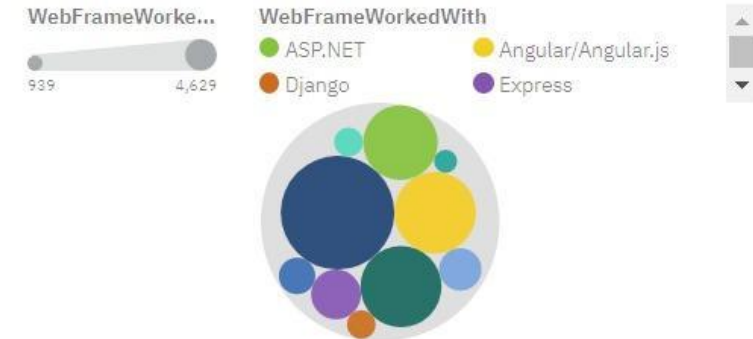 WebFrameWorke...
939 4,629
WebFrameWorkedWith
ASP.NET Angular/Angular.js
Django Express